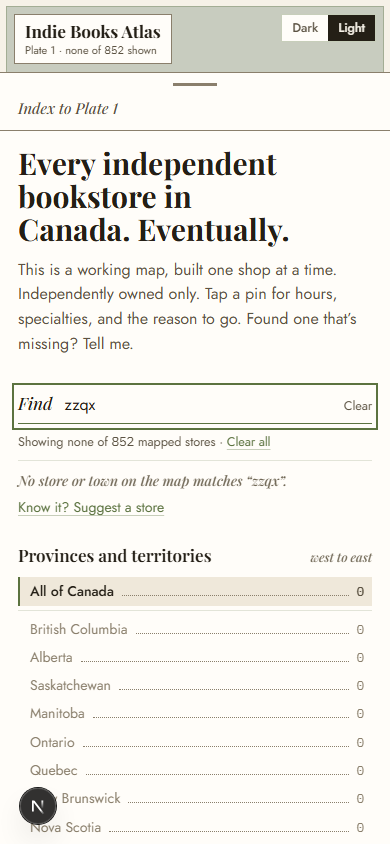 Indie Books Atlas
Plate 1 · none of 852 shown
Dark Light
Index to Plate 1
Every independent
bookstore in
Canada. Eventually.
This is a working map, built one shop at a time.
Independently owned only. Tap a pin for hours,
specialties, and the reason to go. Found one that's
missing? Tell me.
Find zzqx Clear
Showing none of 852 mapped stores · Clear all
No store or town on the map matches “zzqx”.
Know it? Suggest a store
Provinces and territories west to east
All of Canada 0
British Columbia 0
Alberta 0
Saskatchewan 0
Manitoba 0
Ontario 0
Quebec 0
Brunswick 0
N
Nova Scotia 0